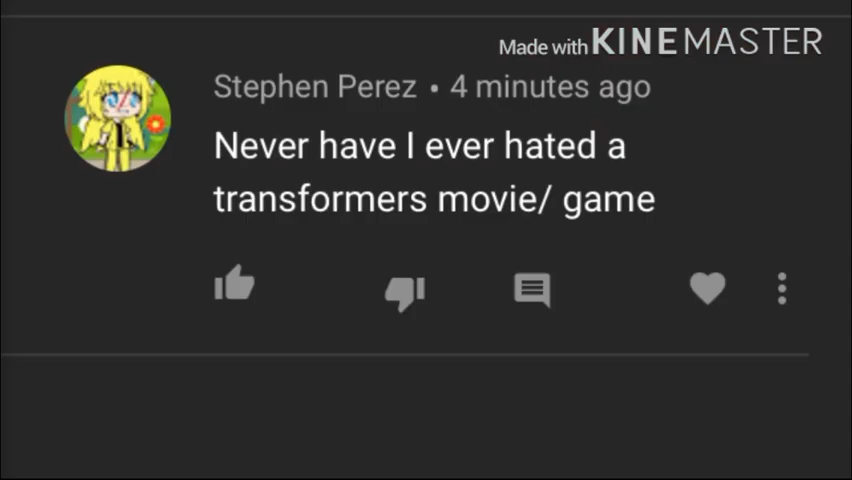 Made with KINEMASTER
Stephen Perez • 4 minutes ago
Never have I ever hated a
transformers movie/ game